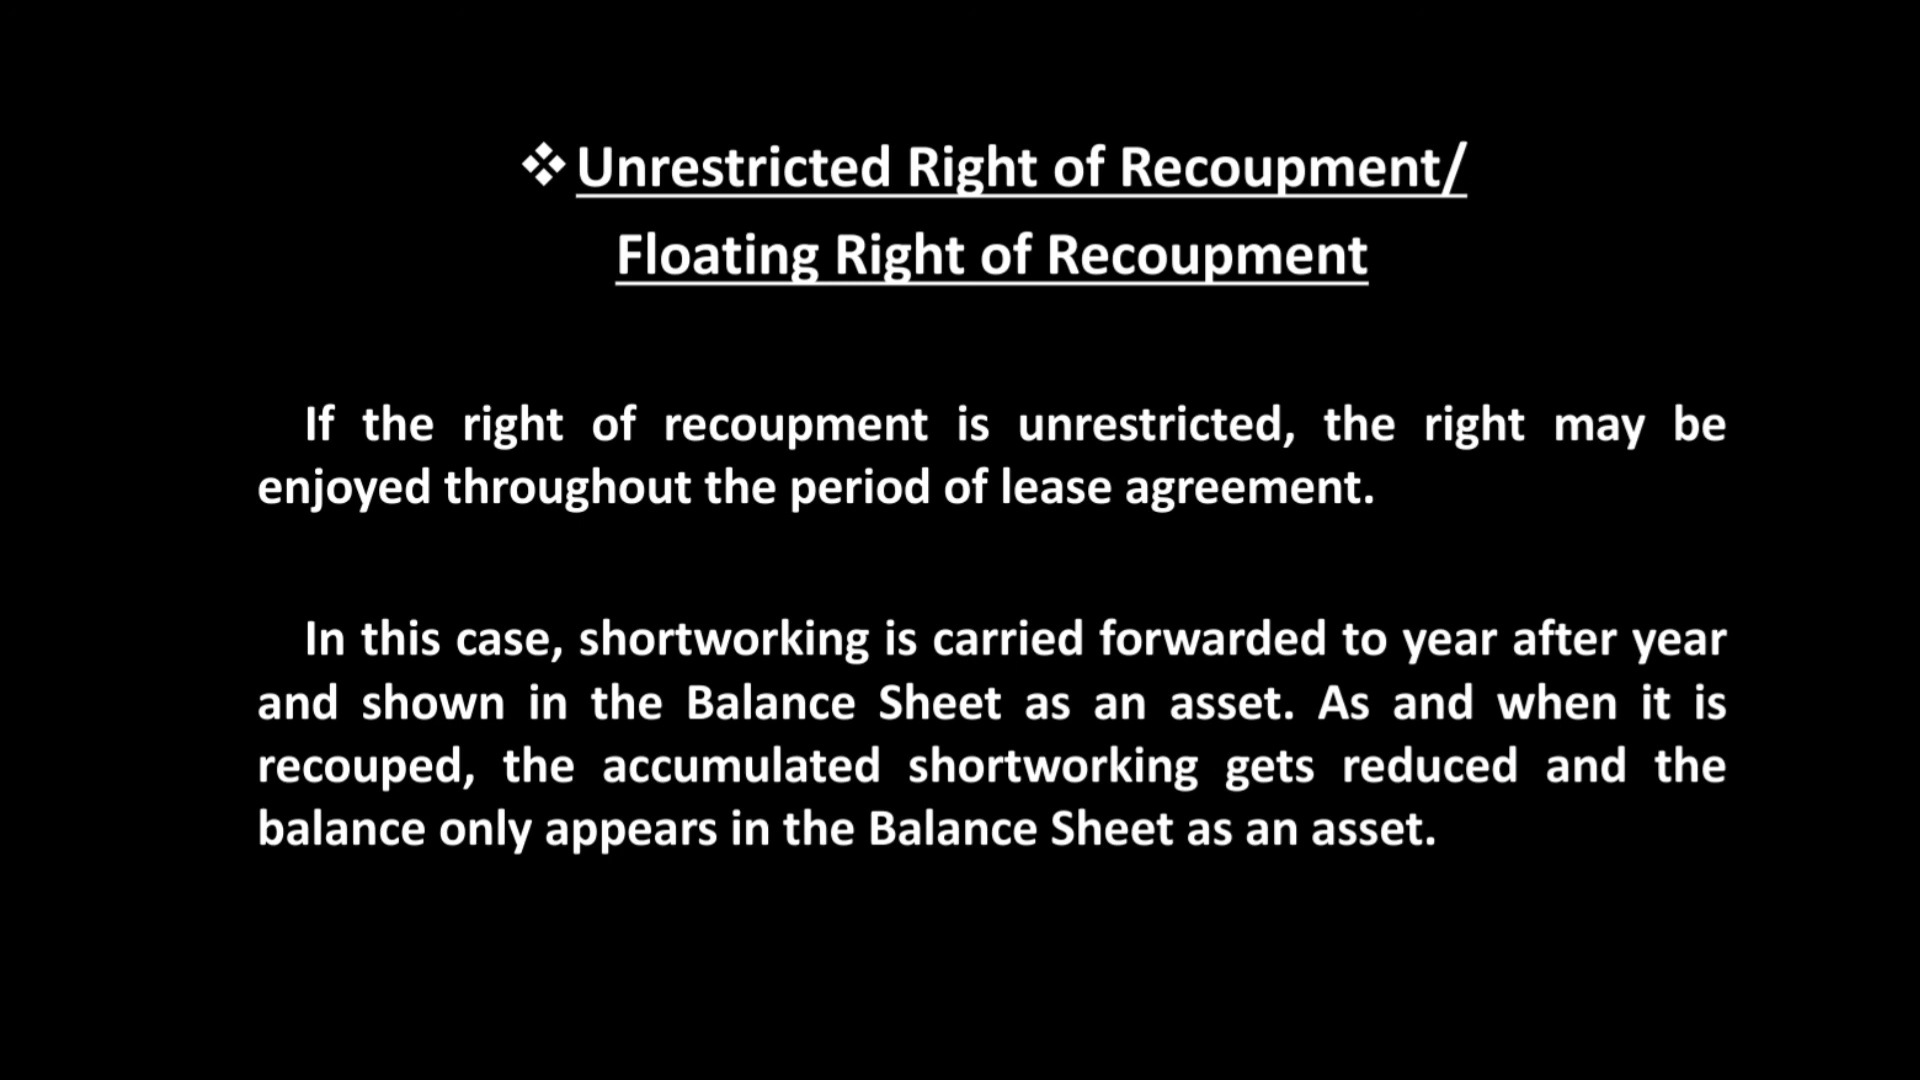 ❖Unrestricted Right of Recoupment/
Floating Right of Recoupment
If the right of recoupment is unrestricted, the right may be
enjoyed throughout the period of lease agreement.
In this case, shortworking is carried forwarded to year after year
and shown in the Balance Sheet as an asset. As and when it is
recouped, the accumulated shortworking gets reduced and the
balance only appears in the Balance Sheet as an asset.